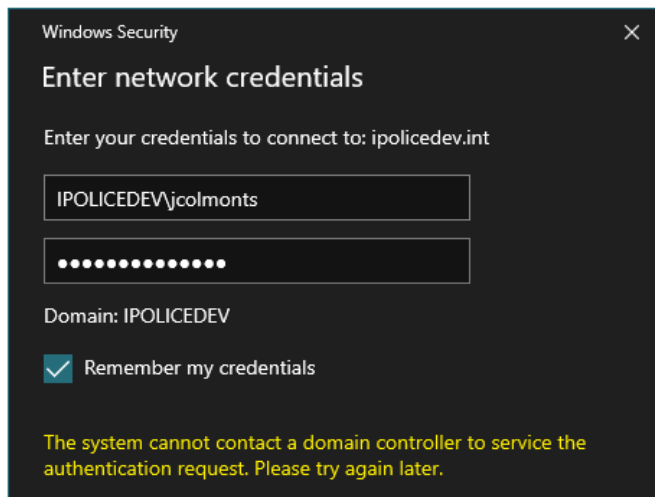 Windows Security
Enter network credentials
Enter your credentials to connect to: ipolicedev.int
IPOLICEDEV\jcolmonts
●●●●●●●●●●●●●●
Domain: IPOLICEDEV
Remember my credentials
The system cannot contact a domain controller to service the
authentication request. Please try again later.